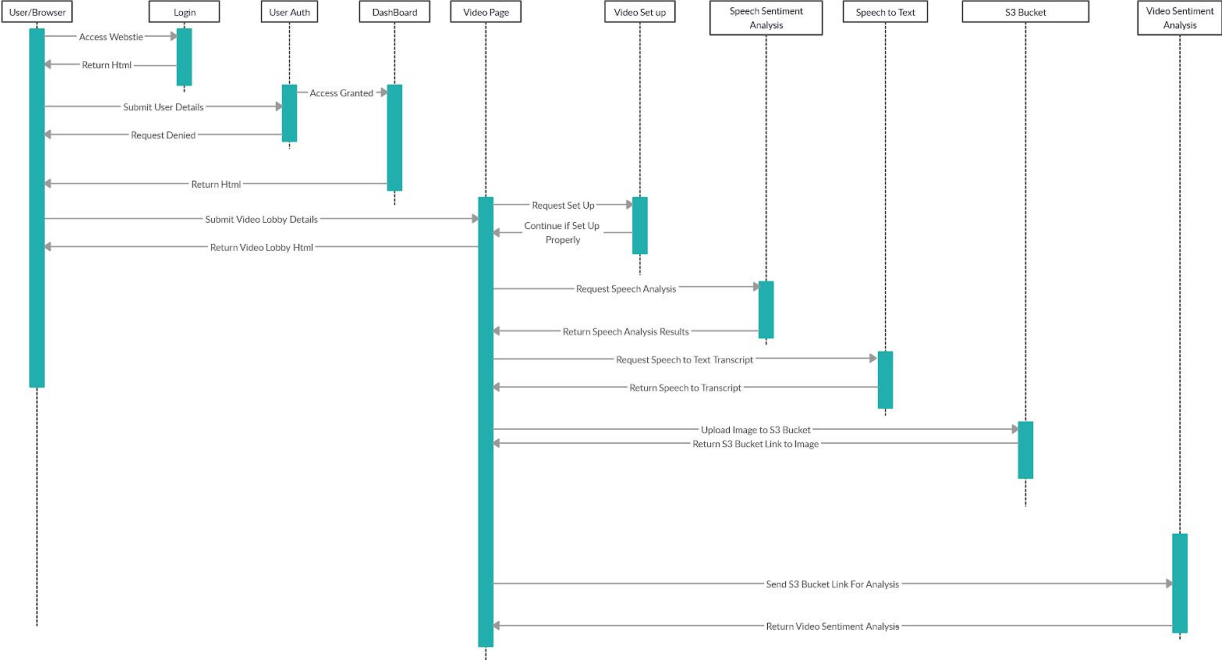 User/Browser
Login
User Auth
DashBoard
Video Page
Video Set up
Speech Sentiment
Analysis
Speech to Text
S3 Bucket
Video Sentiment
Analysis
Access Webstie
Return Html
Access Granted
Submit User Details
Request Denied
Return Html
Request Set Up
Submit Video Lobby Details
Continue if Set Up
Properly
Return Video Lobby Html
Request Speech Analysis
Return Speech Analysis Results
Request Speech to Text Transcript
Return Speech to Transcript
Upload Image to S3 Bucket
Return S3 Bucket Link to Image
Send S3 Bucket Link For Analysis
Return Video Sentiment Analysis